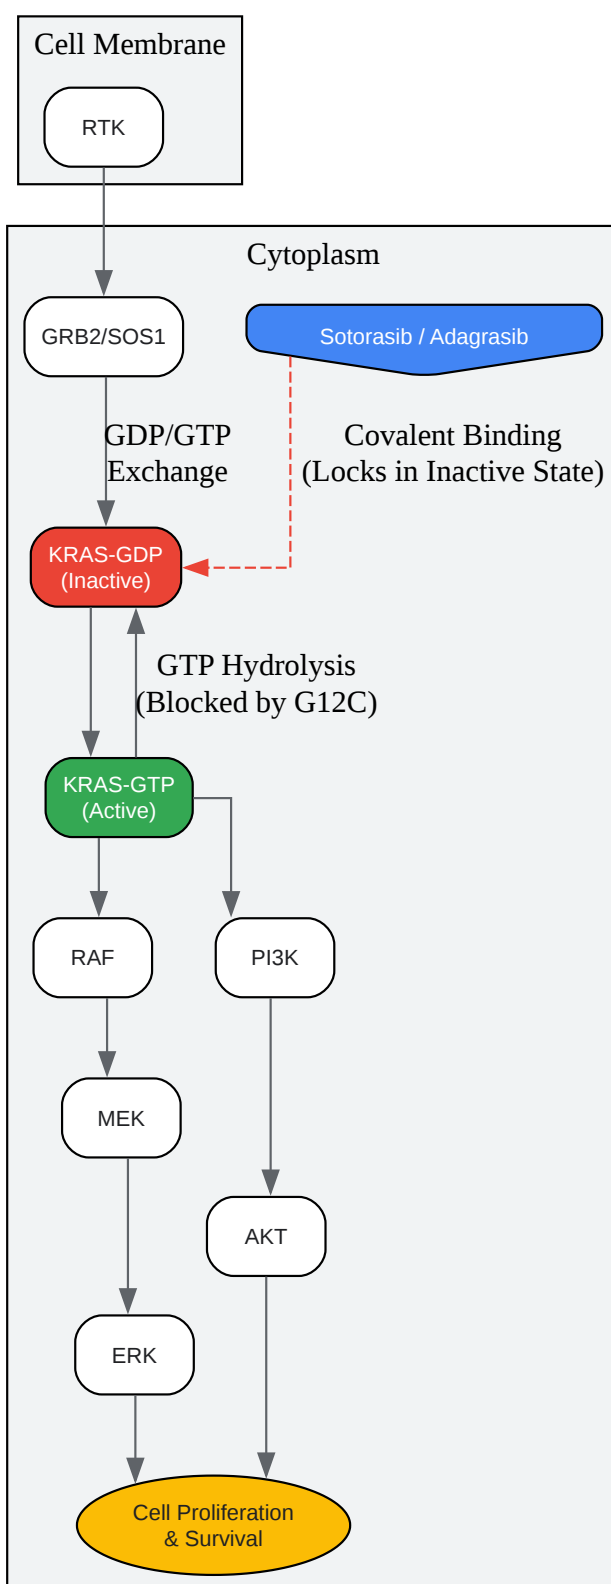 Cell Membrane
RTK
Cytoplasm
GRB2/SOS1
Sotorasib / Adagrasib
GDP/GTP
Exchange
Covalent Binding
(Locks in Inactive State)
KRAS-GDP
(Inactive)
GTP Hydrolysis
(Blocked by G12C)
KRAS-GTP
(Active)
RAF
PI3K
MEK
AKT
ERK
Cell Proliferation
& Survival